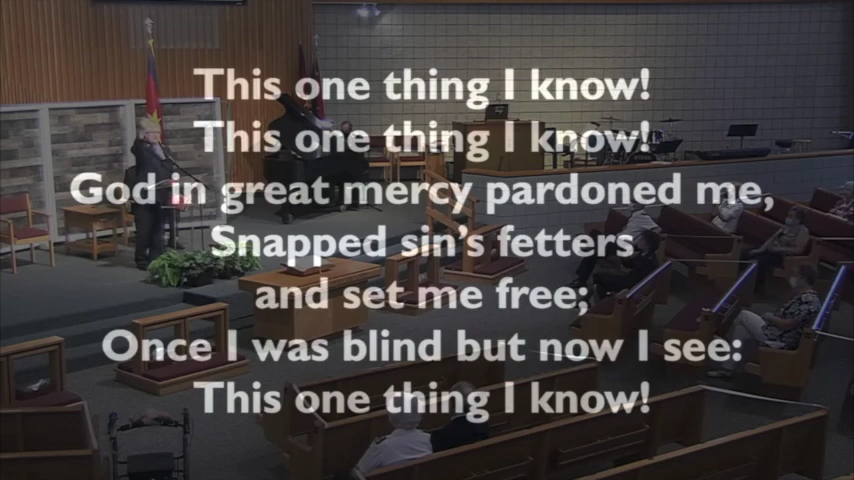 This one thing I know!
This one thing I know!
God in great mercy pardoned me,
Snapped sin's fetters
and set me free;
Once I was blind but now I see:
This one thing I know!